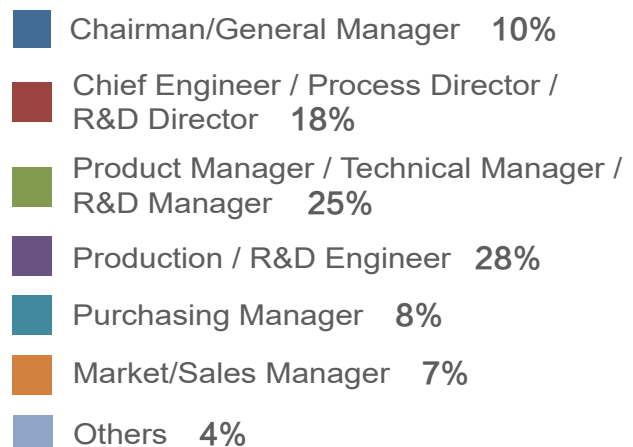 Chairman/General Manager 10%
Chief Engineer / Process Director /
R&D Director 18%
Product Manager / Technical Manager /
R&D Manager 25%
Production / R&D Engineer 28%
Purchasing Manager 8%
Market/Sales Manager 7%
Others 4%